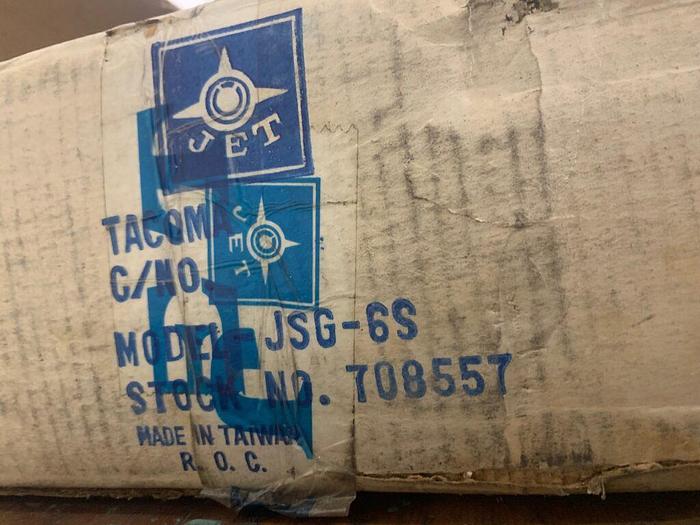 JET
JET
TACOMA
C/NO.
MODEL JSG-6S
STOCK NO. 708557
MADE IN TAIWAN
R. O. C.